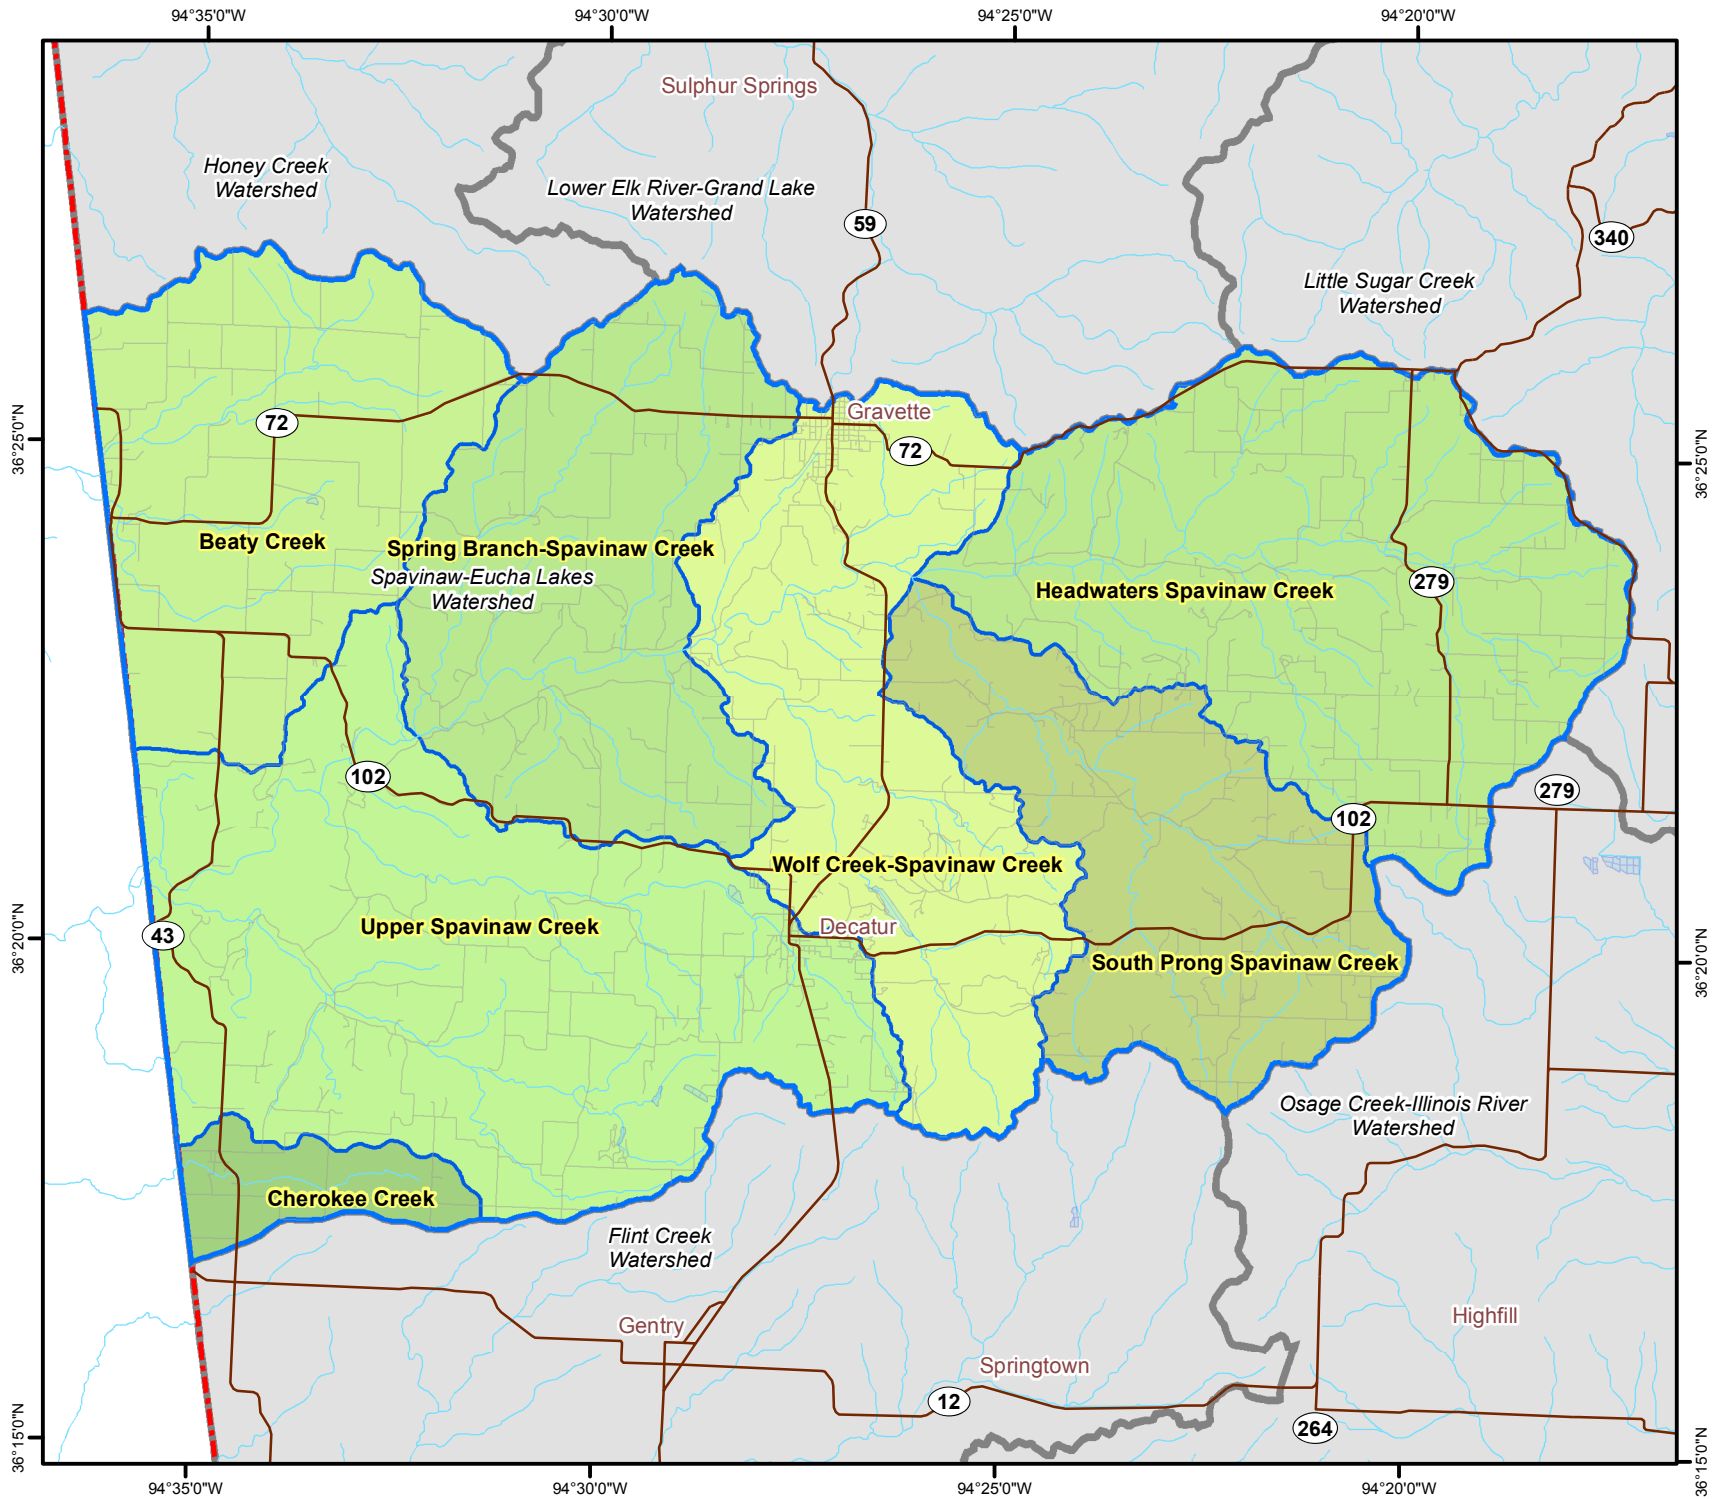 94°35'0"W
94°30'0"W
94°25'0"W
94°20'0"W
Sulphur Springs
Honey Creek
Watershed
Lower Elk River-Grand Lake
Watershed
59
340
Little Sugar Creek
Watershed
Gravette
72
72
36°25'0"N
36°25'0"N
Beaty Creek
Spring Branch-Spavinaw Creek
Spavinaw-Eucha Lakes
Watershed
Headwaters Spavinaw Creek
279
102
279
102
Wolf Creek-Spavinaw Creek
Upper Spavinaw Creek
Decatur
43
36°20'0"N
36°20'0"N
South Prong Spavinaw Creek
Osage Creek-Illinois River
Watershed
Cherokee Creek
Flint Creek
Watershed
Gentry
Highfill
Springtown
12
264
36°15'0"N
36°15'0"N
94°35'0"W
94°30'0"W
94°25'0"W
94°20'0"W